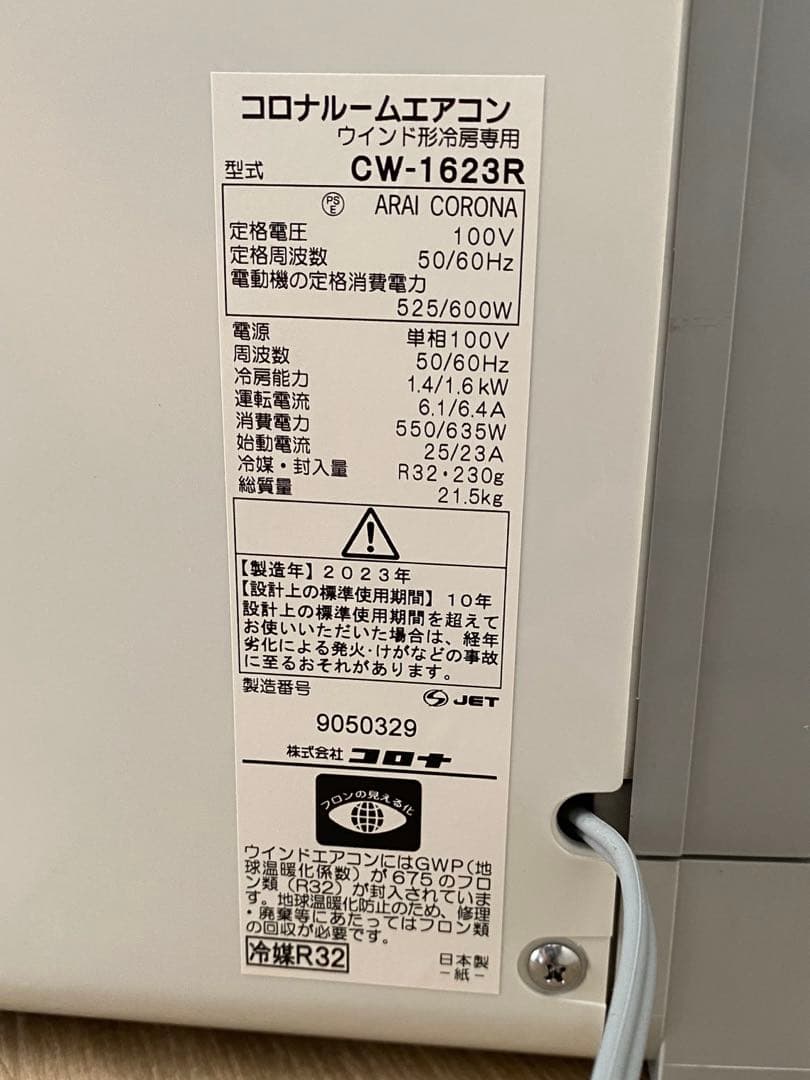 コロナルームエアコン
ウインド形冷房専用
型式 CW-1623R
PSE ARAI CORONA
定格電圧 100V
定格周波数 50/60Hz
電動機の定格消費電力
525/600W
電源 単相100V
周波数 50/60Hz
冷房能力 1.4/1.6kW
運転電流 6.1/6.4A
消費電力 550/635W
始動電流 25/23A
冷媒・封入量 R32・230g
総質量 21.5kg
【製造年】2023年
【設計上の標準使用期間】10年
設計上の標準使用期間を超えて
お使いいただいた場合は、経年
劣化による発火・けがなどの事故
に至るおそれがあります。
製造番号 JET
9050329
株式会社 コロナ
フロンの見える化
ウインドエアコンにはGWP(地
球温暖化係数)が675のフロ
ン類(R32)が封入されていま
す。地球温暖化防止のため、修理
・廃棄等にあたってはフロン類
の回収が必要です。
冷媒R32 日本製
-紙-